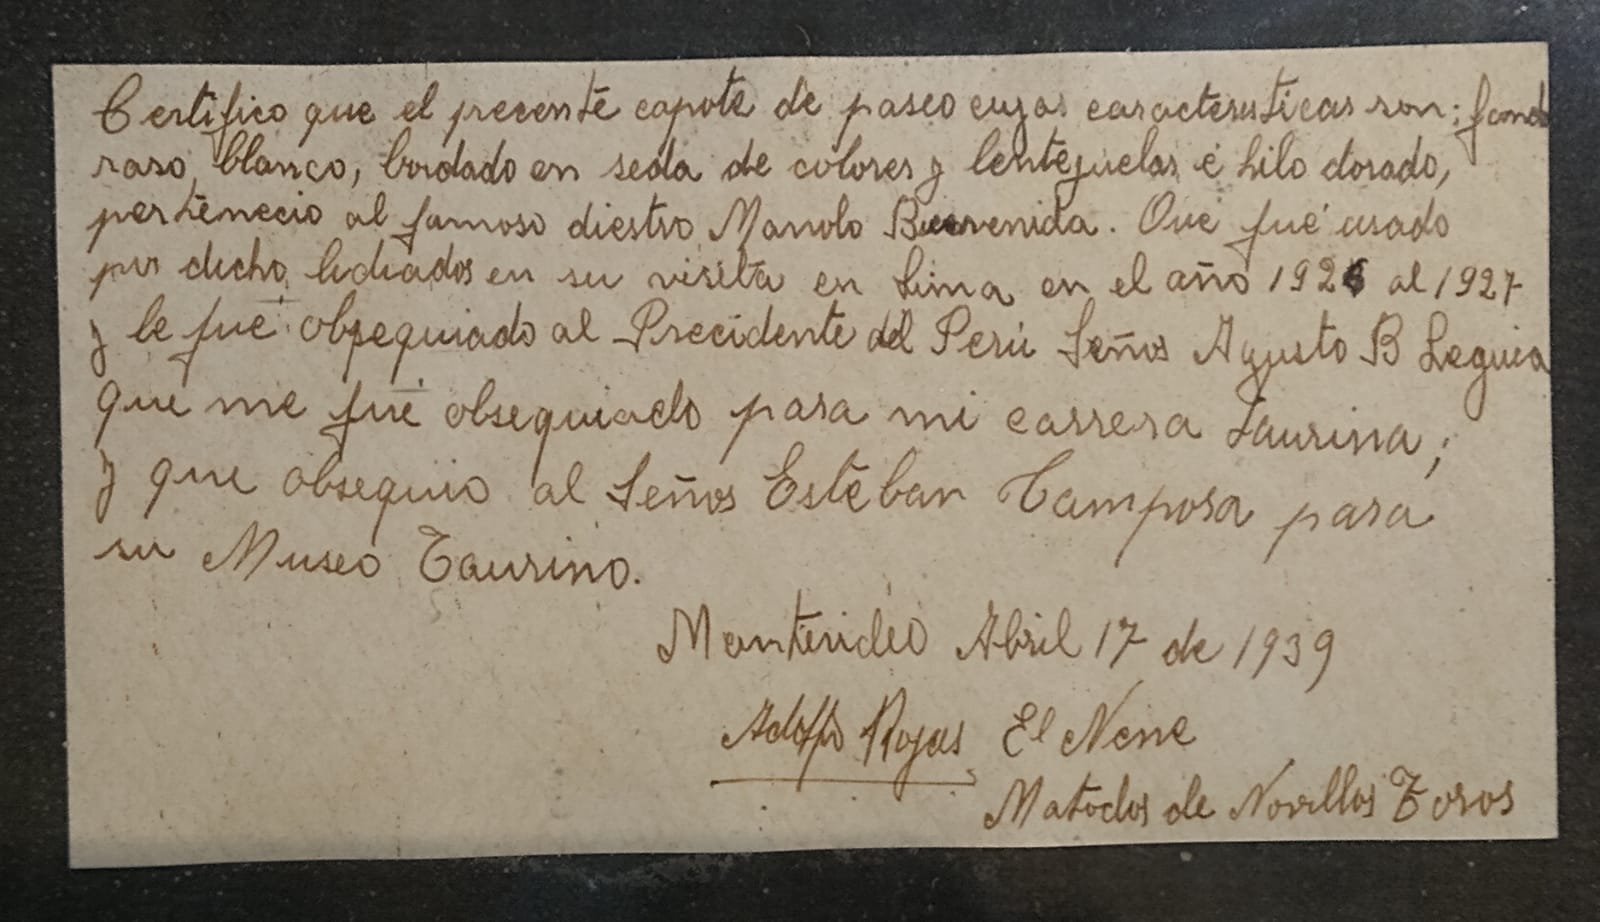 Certifico que el precente capote de paseo cuyas caracteristicas son: fondo
raso blanco, bordado en seda de colores y lentejuelas é hilo dorado,
pertenecio al famoso diestro Manolo Bienvenida. Que fué usado
por dicho lidiador en su visita en Lima en el año 1926 al 1927
y le fué obsequiado al Precidente del Perú Señor Agusto B Leguia
que me fué obsequiado para mi carrera taurina;
y que obsequio al Señor Esteban Tampora para
su Museo Taurino.
Montevideo Abril 17 de 1939
Adolfo Rojas El Nene
Matador de Novillos Toros